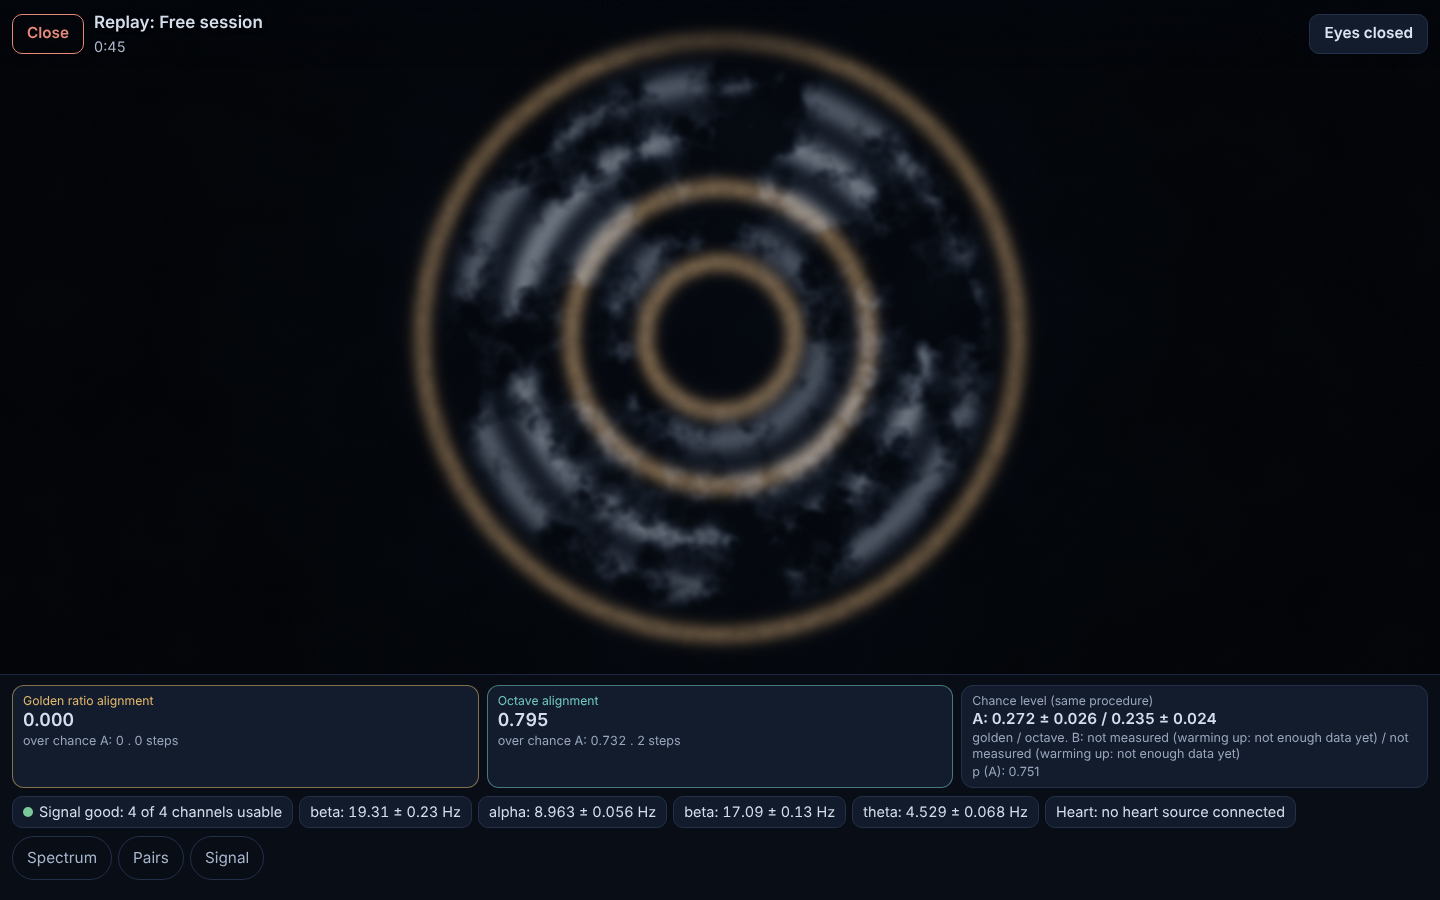 Close
Replay: Free session
0:45
Eyes closed
Golden ratio alignment
0.000
over chance A: 0 . 0 steps
Octave alignment
0.795
over chance A: 0.732 . 2 steps
Chance level (same procedure)
A: 0.272 ± 0.026 / 0.235 ± 0.024
golden / octave. B: not measured (warming up: not enough data yet) / not
measured (warming up: not enough data yet)
p (A): 0.751
Signal good: 4 of 4 channels usable
beta: 19.31 ± 0.23 Hz
alpha: 8.963 ± 0.056 Hz
beta: 17.09 ± 0.13 Hz
theta: 4.529 ± 0.068 Hz
Heart: no heart source connected
Spectrum
Pairs
Signal